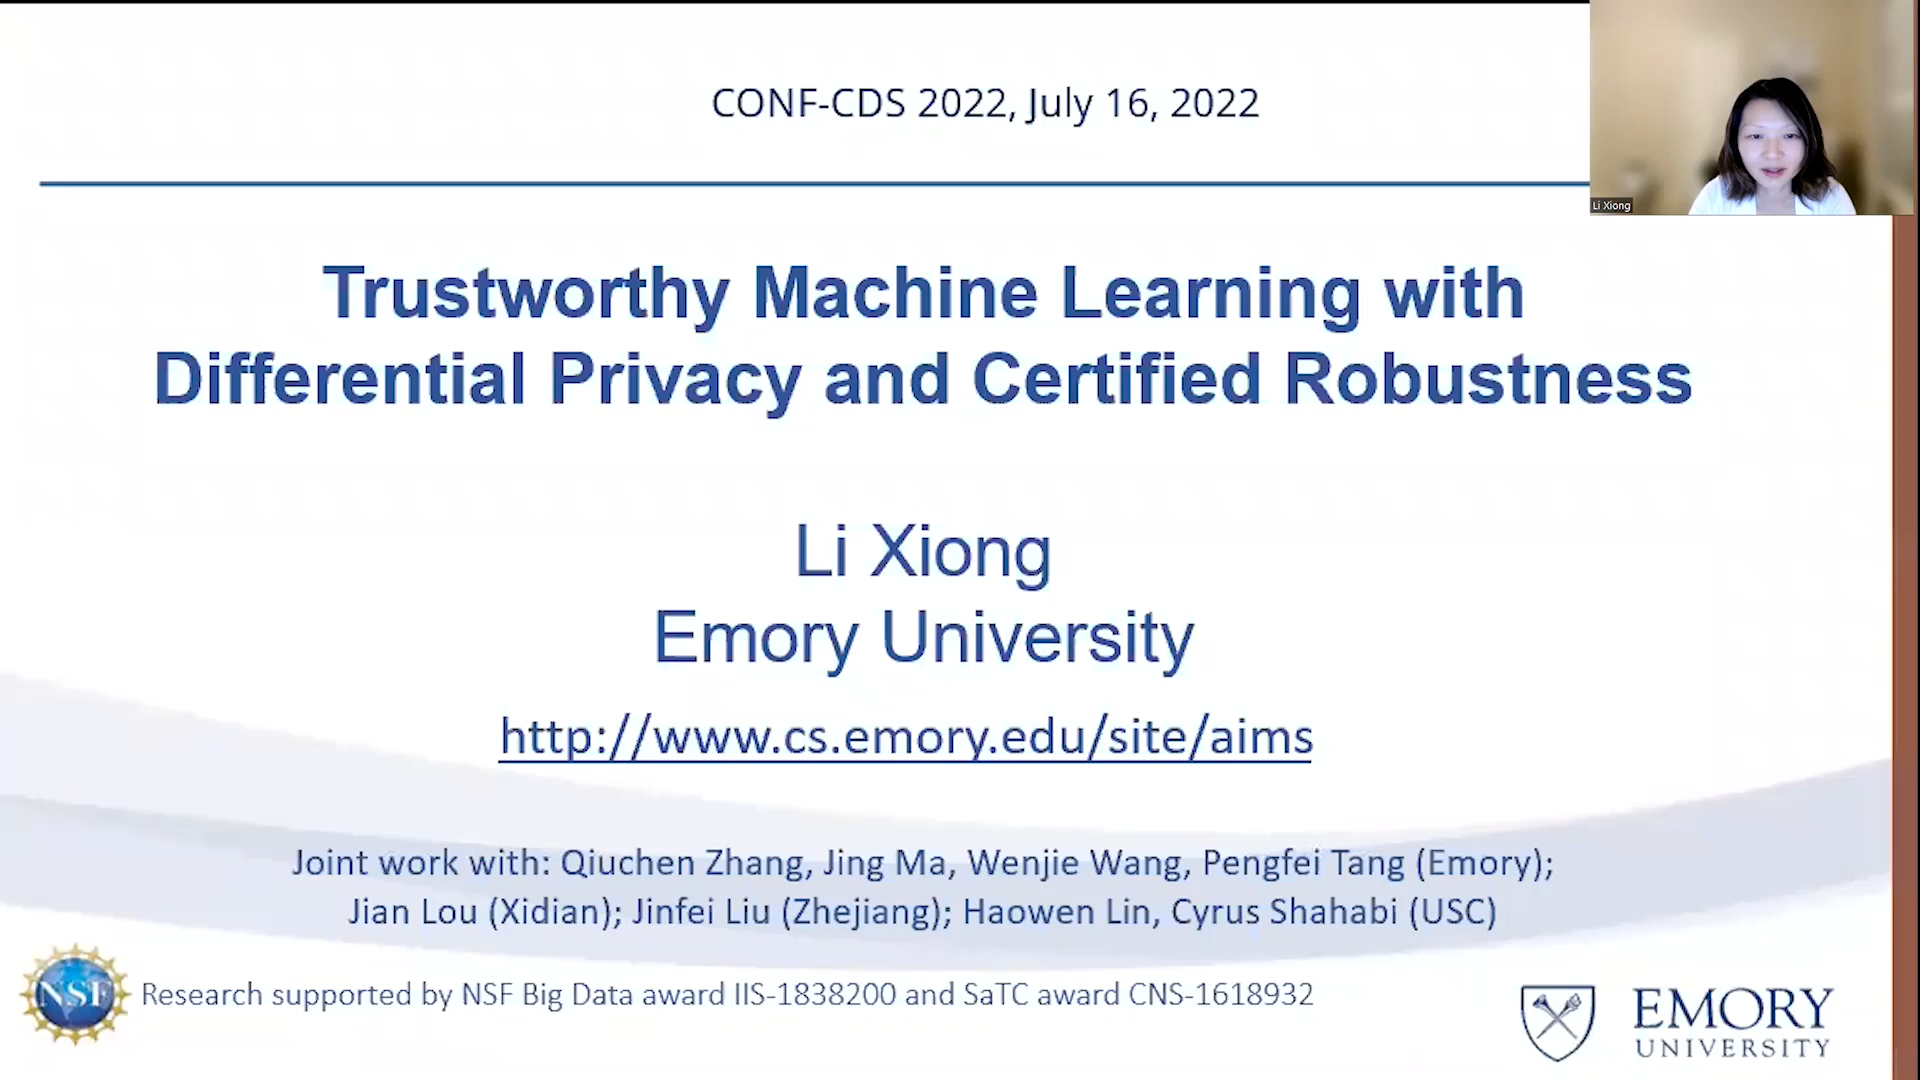 CONF-CDS 2022, July 16, 2022
Li Xiong
Trustworthy Machine Learning with
Differential Privacy and Certified Robustness
Li Xiong
Emory University
http://www.cs.emory.edu/site/aims
Joint work with: Qiuchen Zhang, Jing Ma, Wenjie Wang, Pengfei Tang (Emory);
Jian Lou (Xidian); Jinfei Liu (Zhejiang); Haowen Lin, Cyrus Shahabi (USC)
NSF
Research supported by NSF Big Data award IIS-1838200 and SaTC award CNS-1618932
EMORY
UNIVERSITY